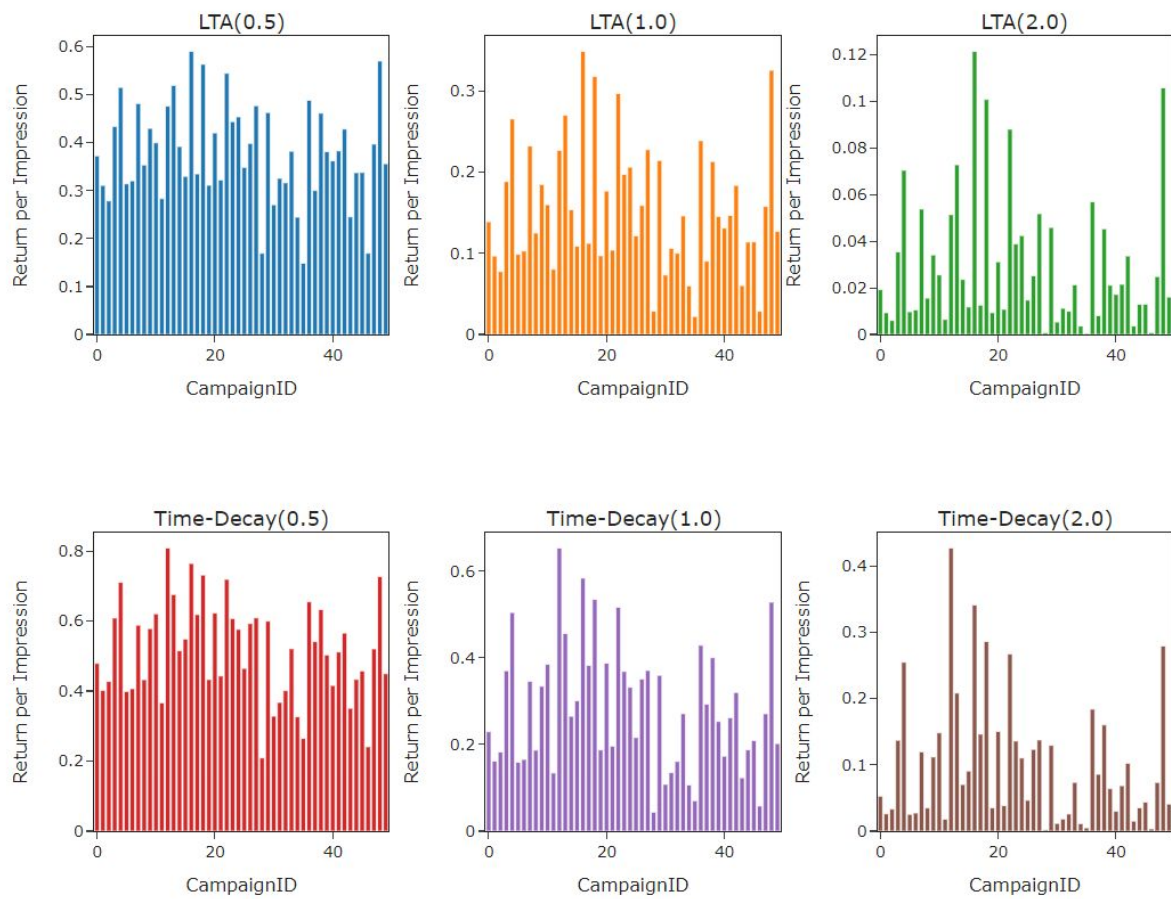 LTA(0.5)
Return per Impression
0.6
0.5
0.4
0.3
0.2
0.1
0
0
20
40
CampaignID
LTA(1.0)
Return per Impression
0.3
0.2
0.1
0
0
20
40
CampaignID
LTA(2.0)
Return per Impression
0.12
0.1
0.08
0.06
0.04
0.02
0
0
20
40
CampaignID
Time-Decay(0.5)
Return per Impression
0.8
0.6
0.4
0.2
0
0
20
40
CampaignID
Time-Decay(1.0)
Return per Impression
0.6
0.4
0.2
0
0
20
40
CampaignID
Time-Decay(2.0)
Return per Impression
0.4
0.3
0.2
0.1
0
0
20
40
CampaignID